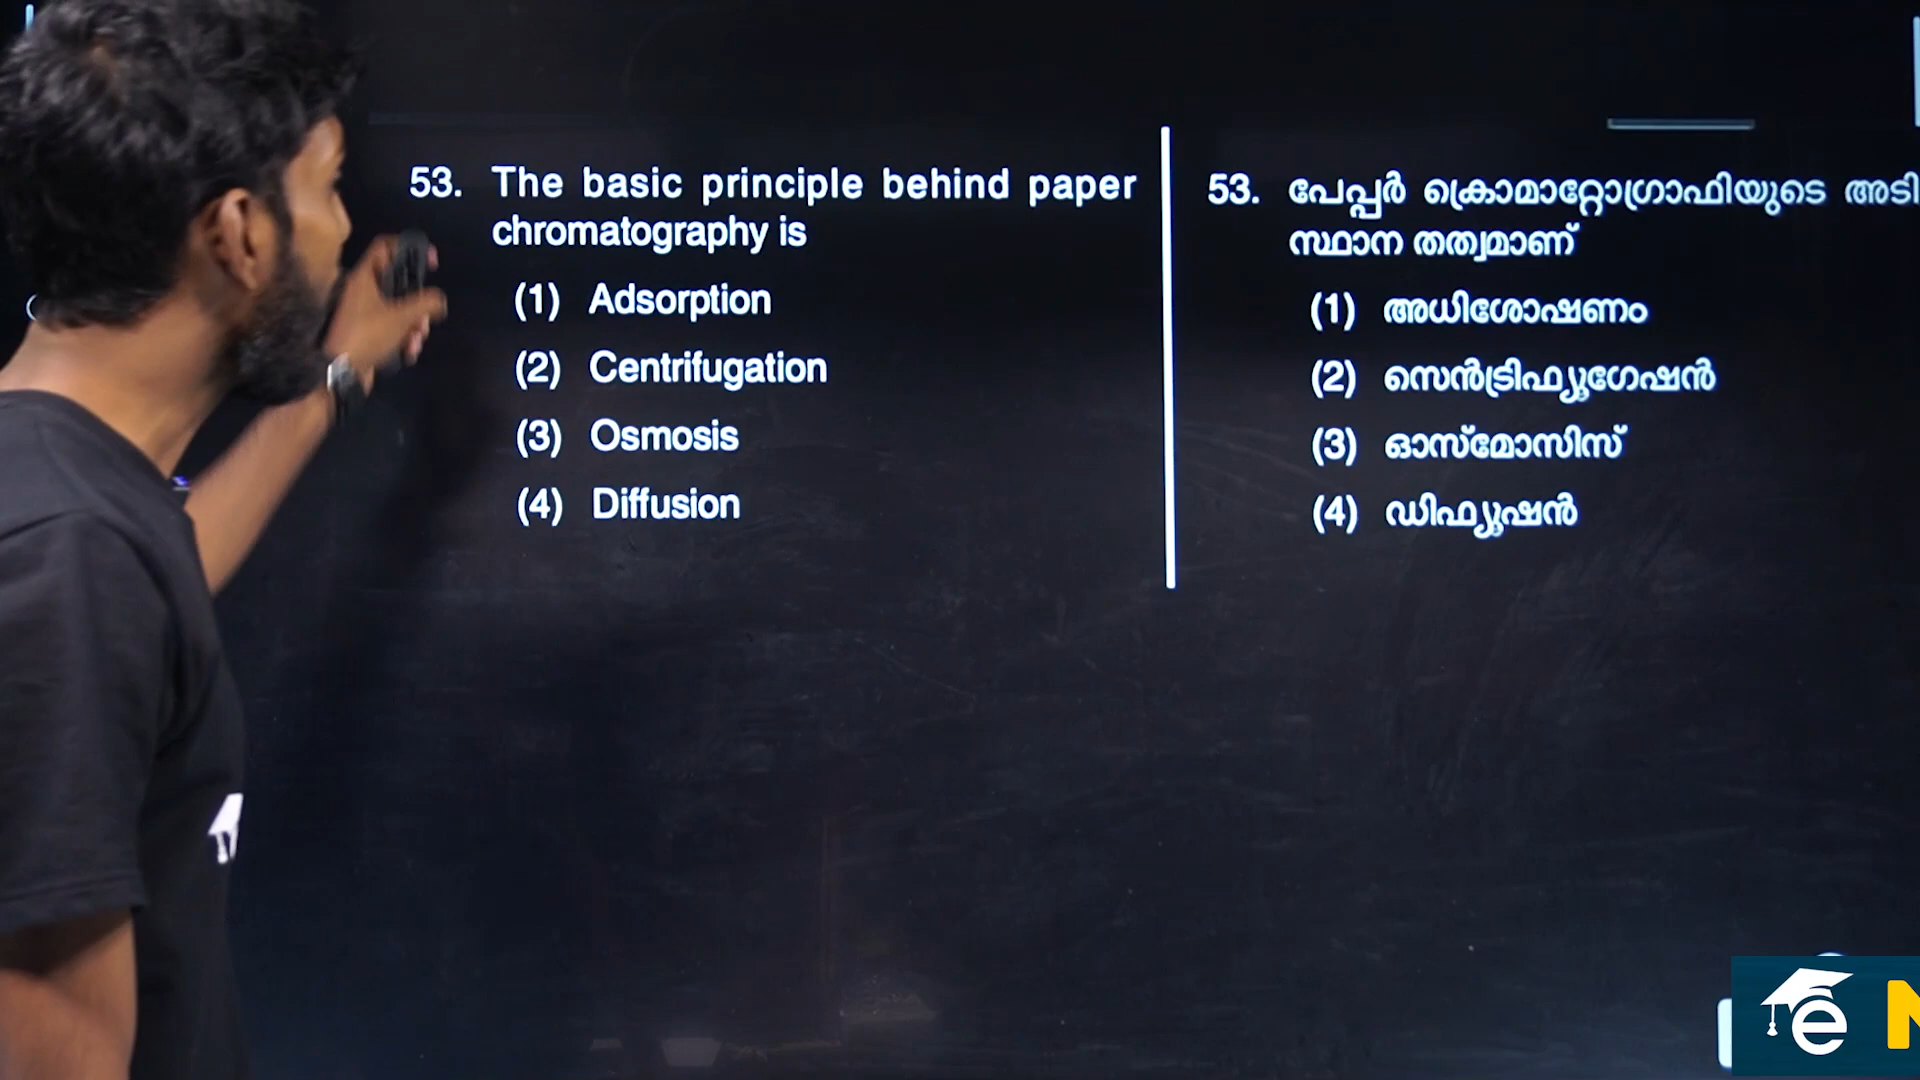 53. The basic principle behind paper
chromatography is
(1) Adsorption
(2) Centrifugation
(3) Osmosis
(4) Diffusion
53. പേപ്പർ ക്രൊമാറ്റോഗ്രാഫിയുടെ അടി
സ്ഥാന തത്വമാണ്
(1) അധിശോഷണം
(2) സെൻട്രിഫ്യൂഗേഷൻ
(3) ഓസ്മോസിസ്
(4) ഡിഫ്യൂഷൻ
e